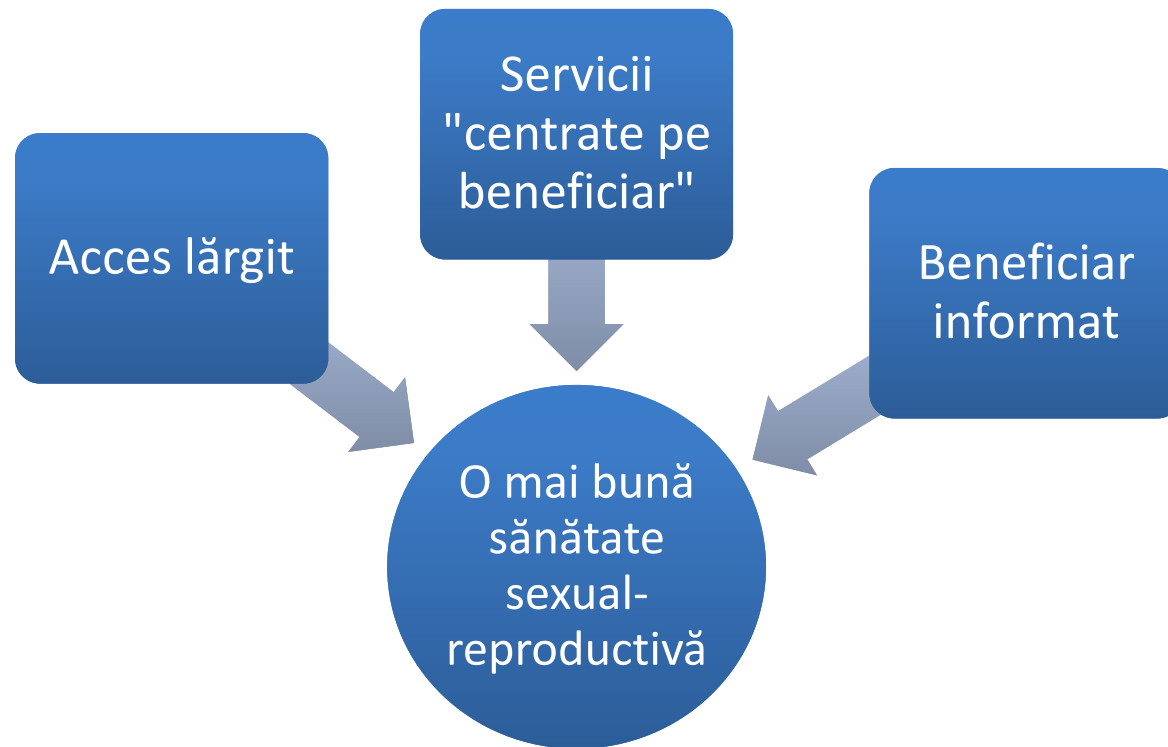 Acces lărgit
Servicii
"centrate pe
beneficiar"
Beneficiar
informat
O mai bună
sănătate
sexual-
reproductivă